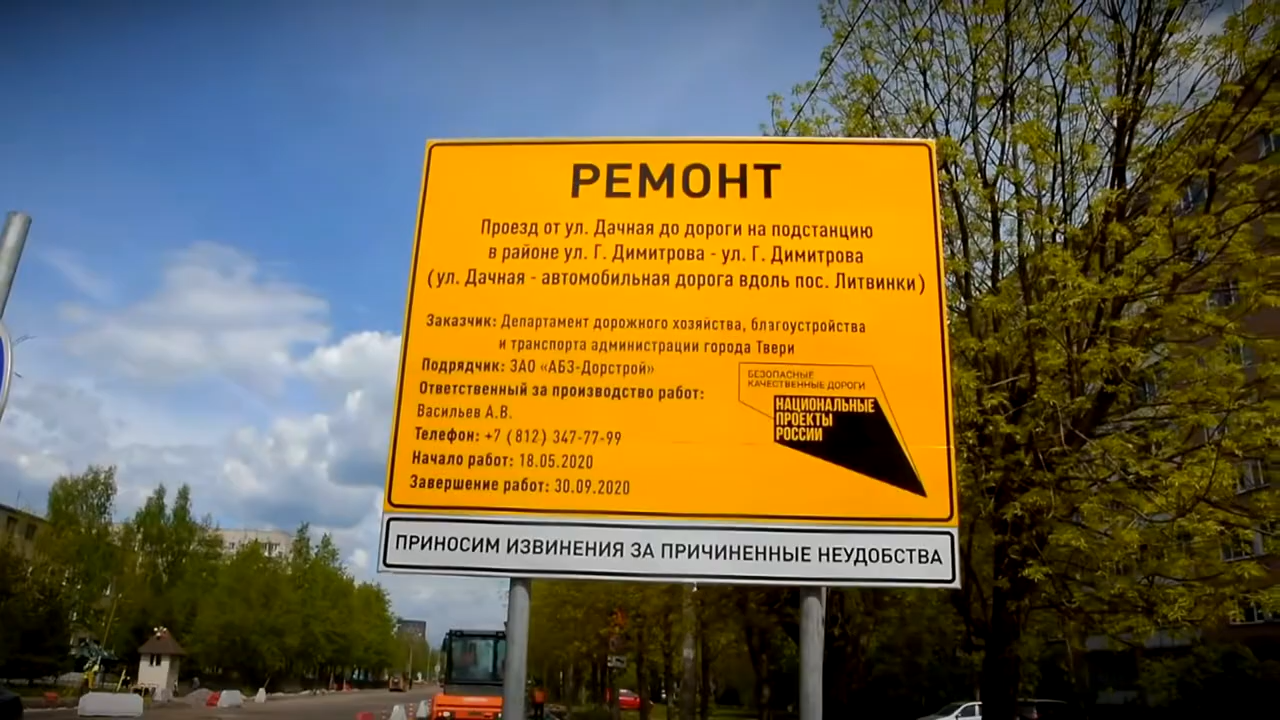 РЕМОНТ
Проезд от ул. Дачная до дороги на подстанцию
в районе ул. Г. Димитрова - ул. Г. Димитрова
(ул. Дачная - автомобильная дорога вдоль пос. Литвинки)
Заказчик: Департамент дорожного хозяйства, благоустройства
и транспорта администрации города Твери
Подрядчик: ЗАО «АБЗ-Дорстрой»
Ответственный за производство работ:
Васильев А.В.
Телефон: +7 (812) 347-77-99
Начало работ: 18.05.2020
Завершение работ: 30.09.2020
БЕЗОПАСНЫЕ
КАЧЕСТВЕННЫЕ ДОРОГИ
НАЦИОНАЛЬНЫЕ
ПРОЕКТЫ
РОССИИ
ПРИНОСИМ ИЗВИНЕНИЯ ЗА ПРИЧИНЕННЫЕ НЕУДОБСТВА